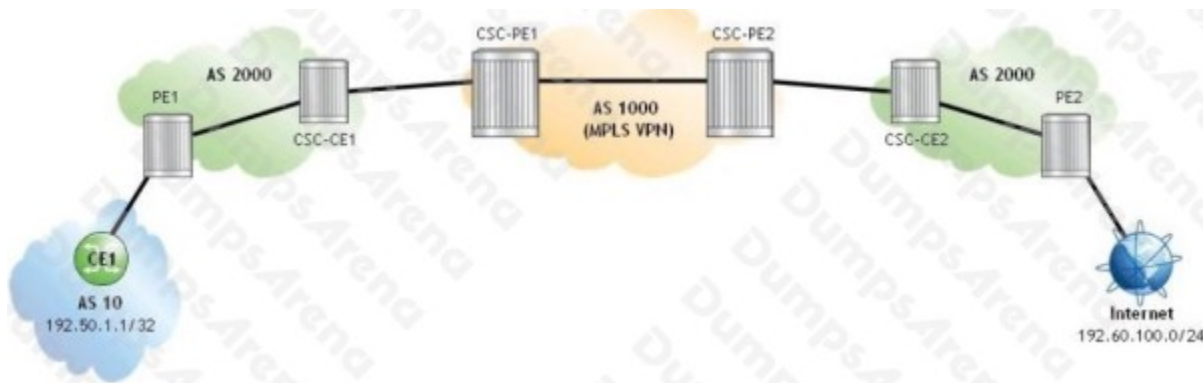 CSC-PE1
CSC-PE2
AS 2000
AS 2000
PE1
AS 1000
(MPLS VPN)
PE2
CSC-CE1
CSC-CE2
CE1
AS 10
192.50.1.1/32
Internet
192.60.100.0/24
DumpsArena